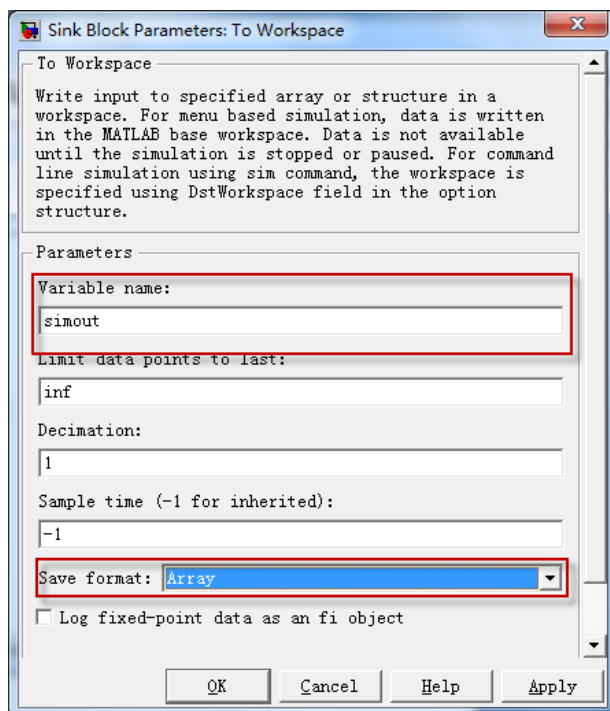 Sink Block Parameters: To Workspace
To Workspace
Write input to specified array or structure in a
workspace. For menu based simulation, data is written
in the MATLAB base workspace. Data is not available
until the simulation is stopped or paused. For command
line simulation using sim command, the workspace is
specified using DstWorkspace field in the option
structure.
Parameters
Variable name:
simout
Limit data points to last:
inf
Decimation:
1
Sample time (-1 for inherited):
-1
Save format: Array
Log fixed-point data as an fi object
OK Cancel Help Apply